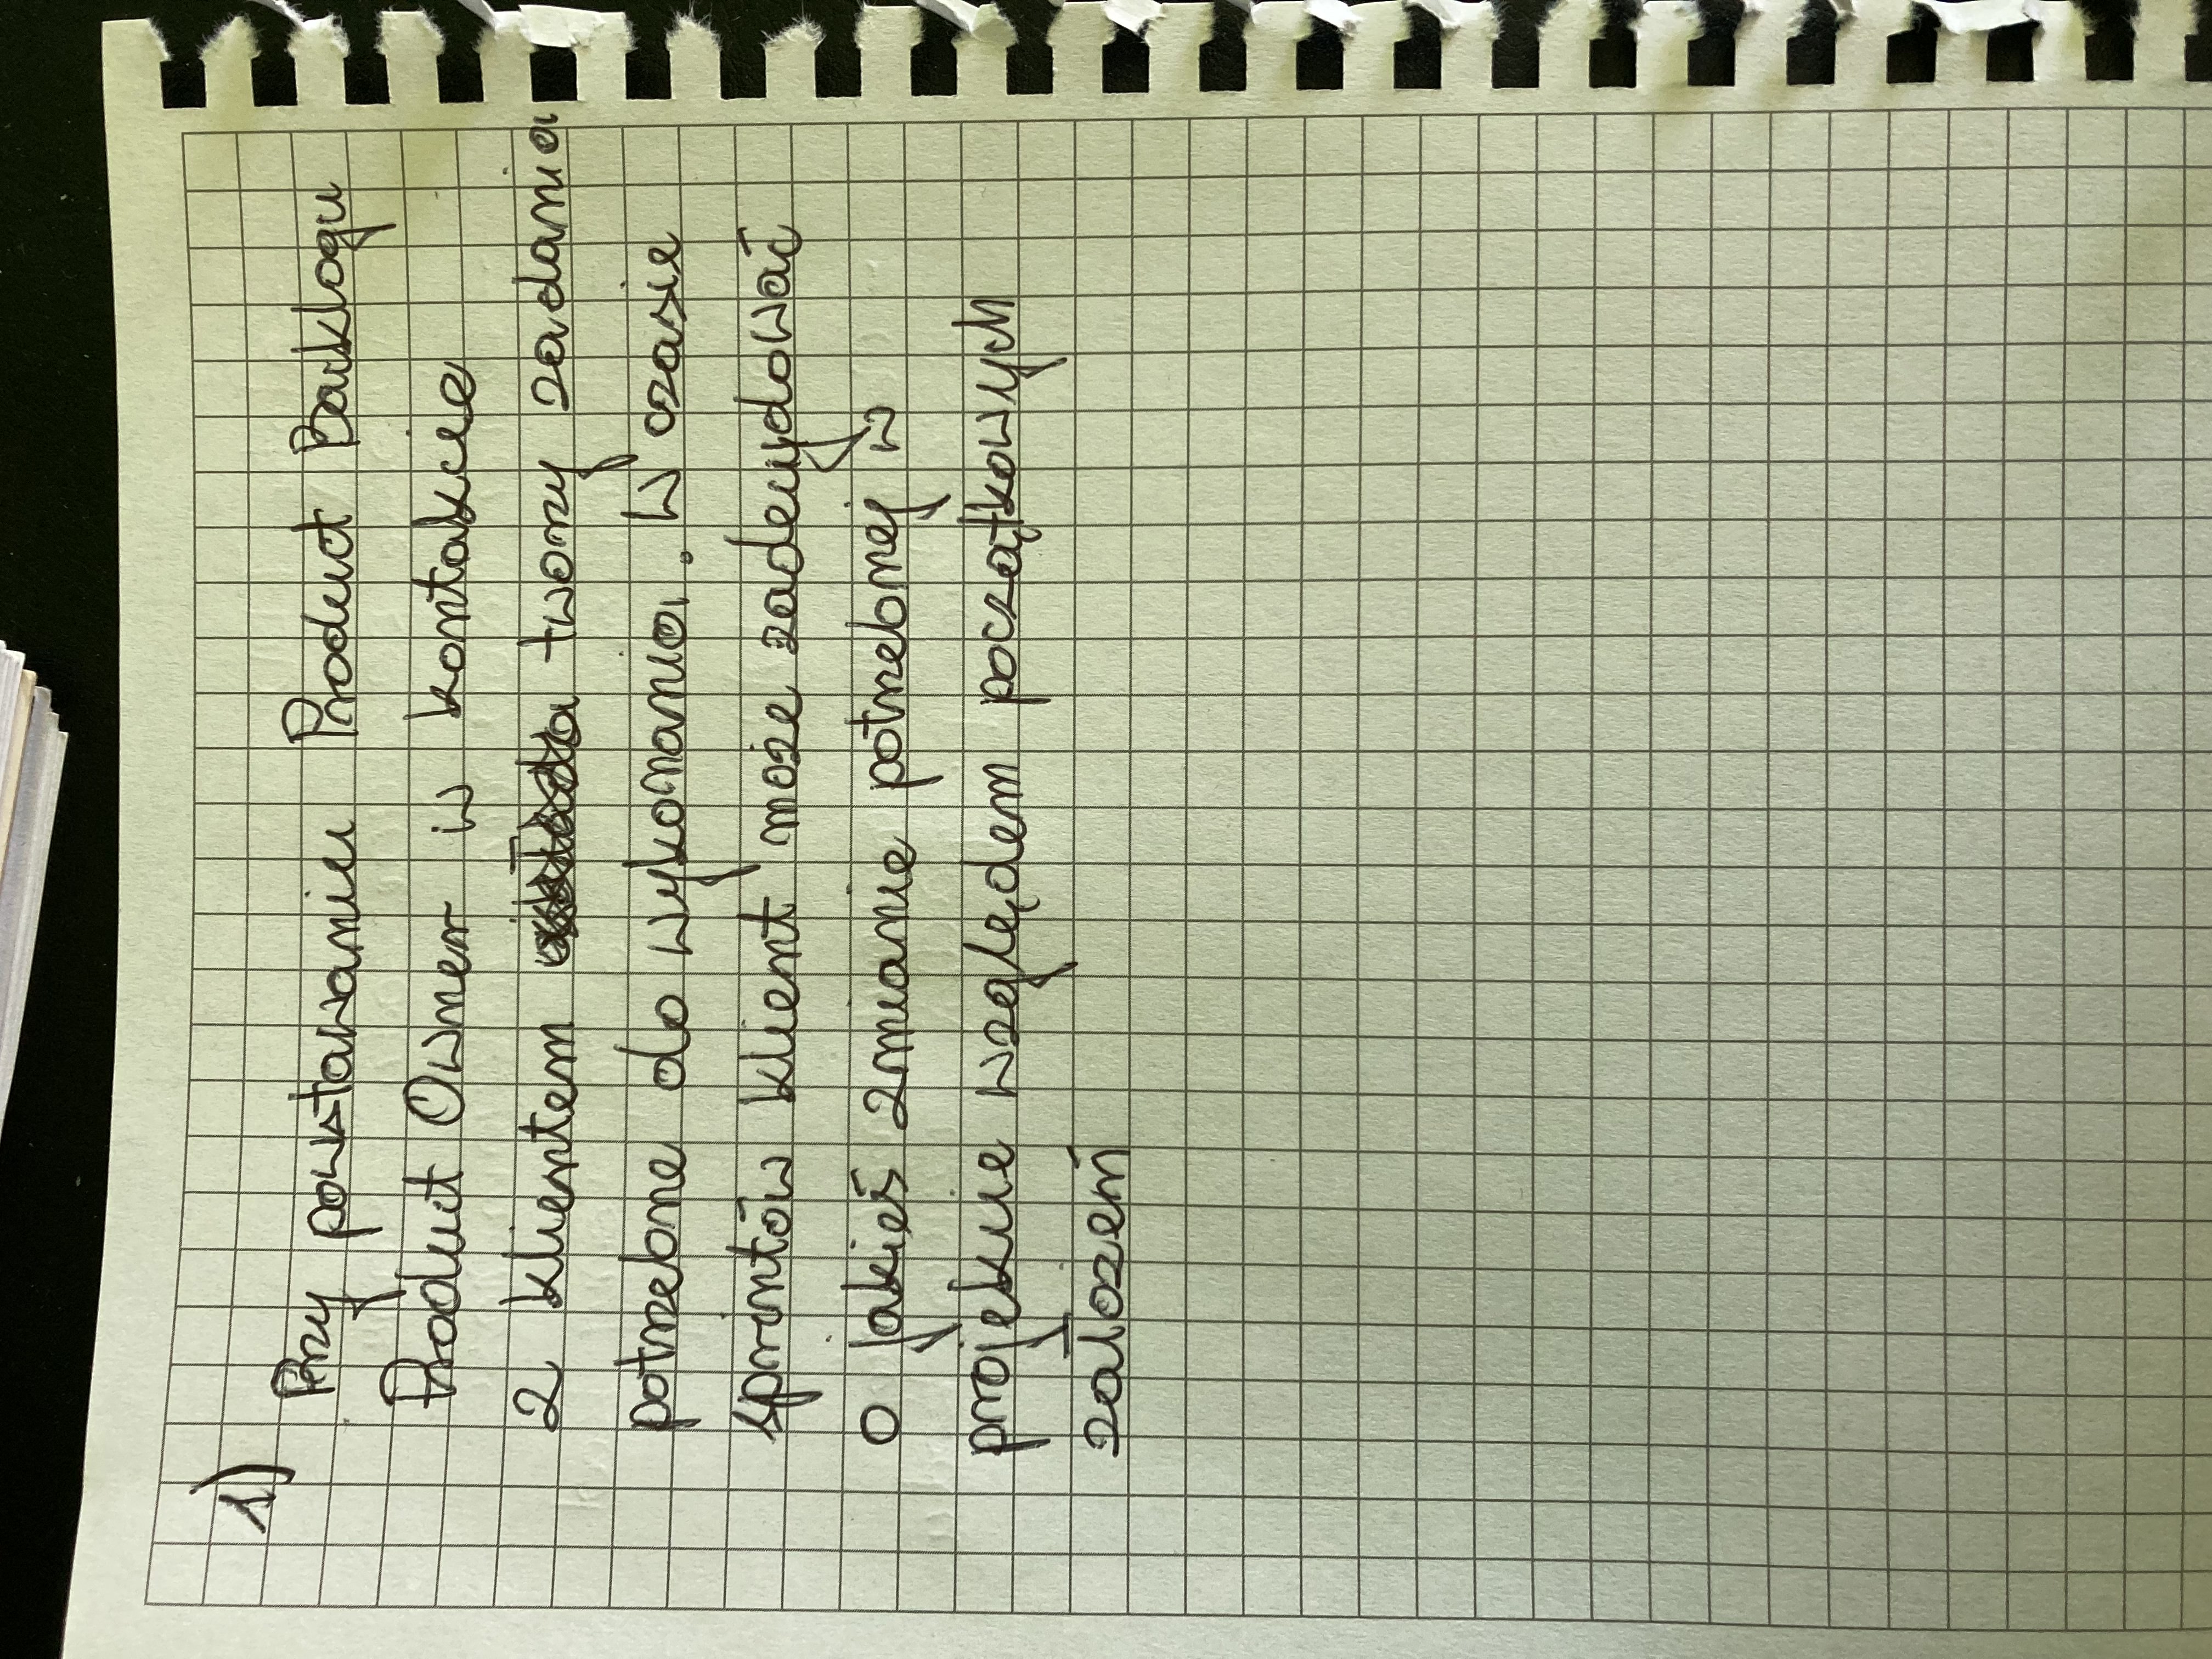 1)
Przy powstawaniu Product Backlogu
Product Owner w kontakcie
z klientem tworzy zadania
potrzebne do wykonania. W czasie
sprintów klient może zadecydować
o jakieś zmianie potrzebnej w
projekcie względem początkowych
założeń